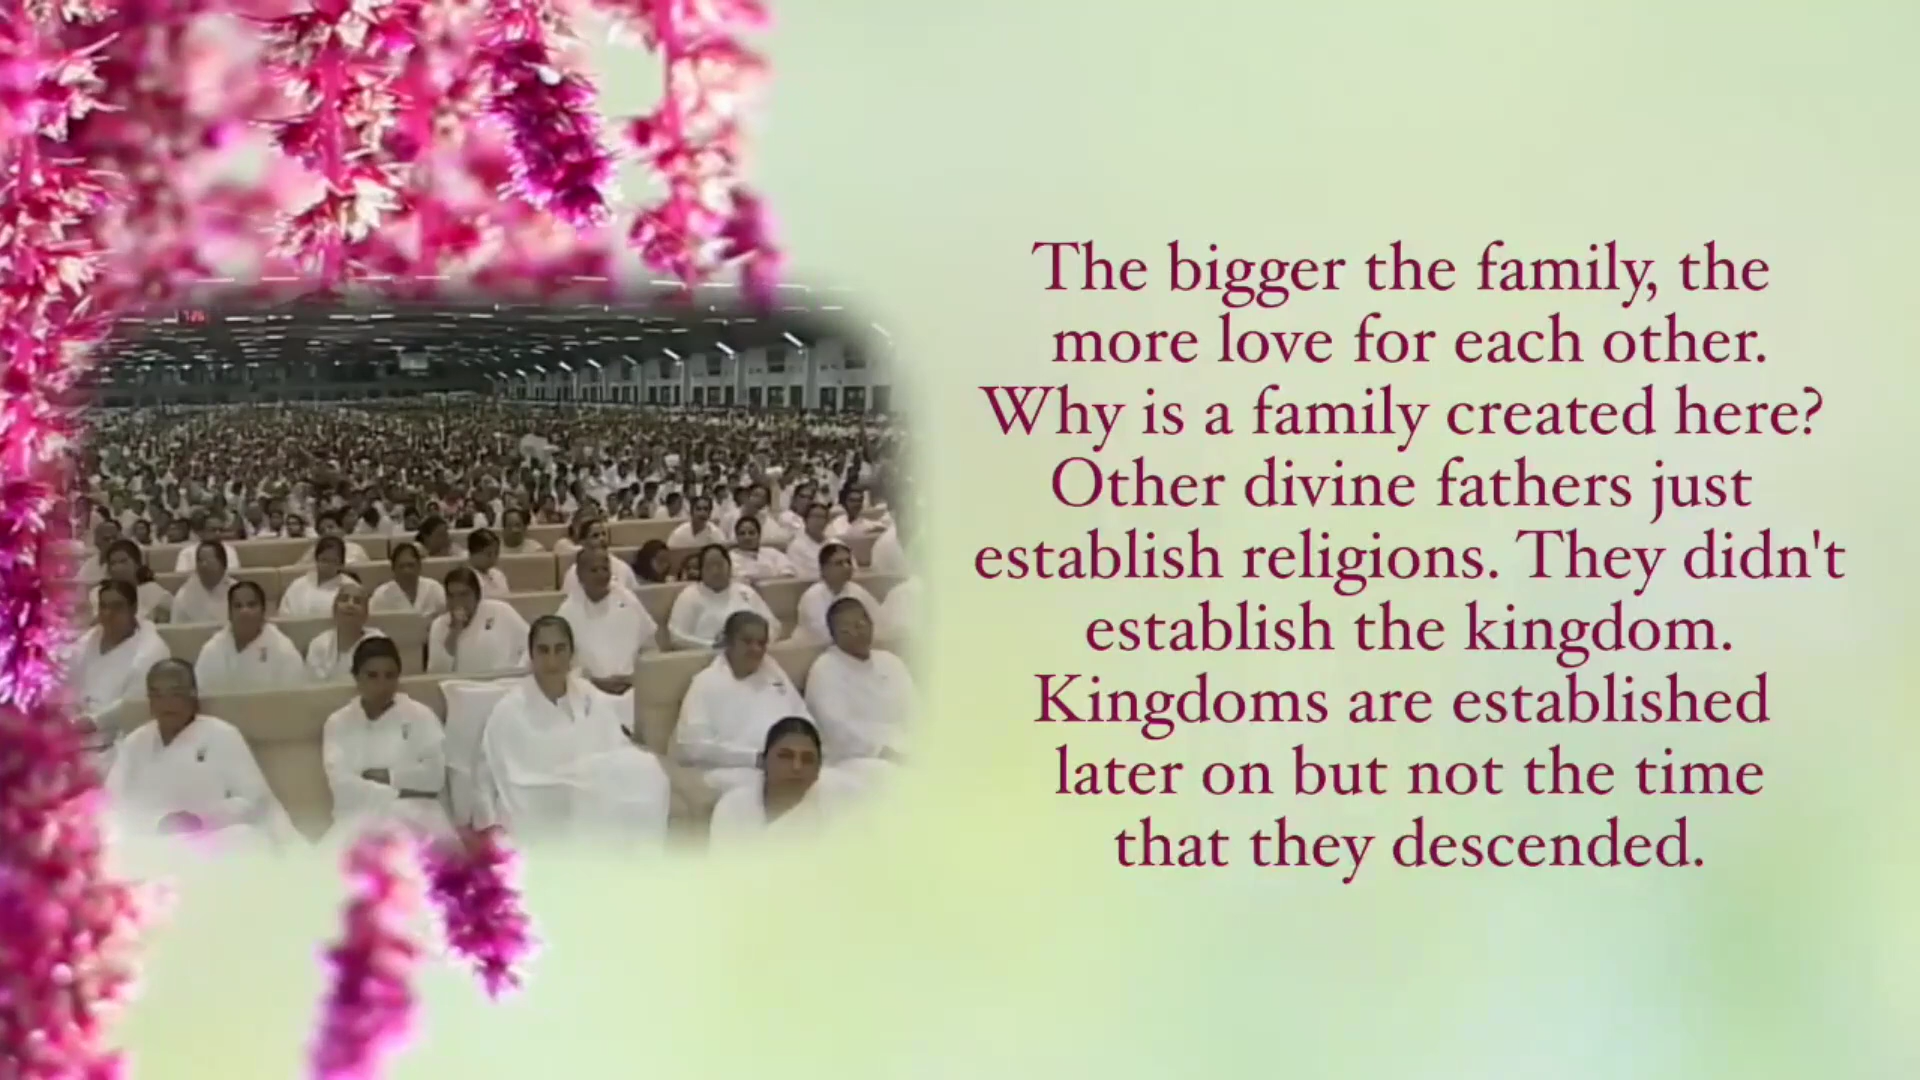 The bigger the family, the
more love for each other.
Why is a family created here?
Other divine fathers just
establish religions. They didn't
establish the kingdom.
Kingdoms are established
later on but not the time
that they descended.